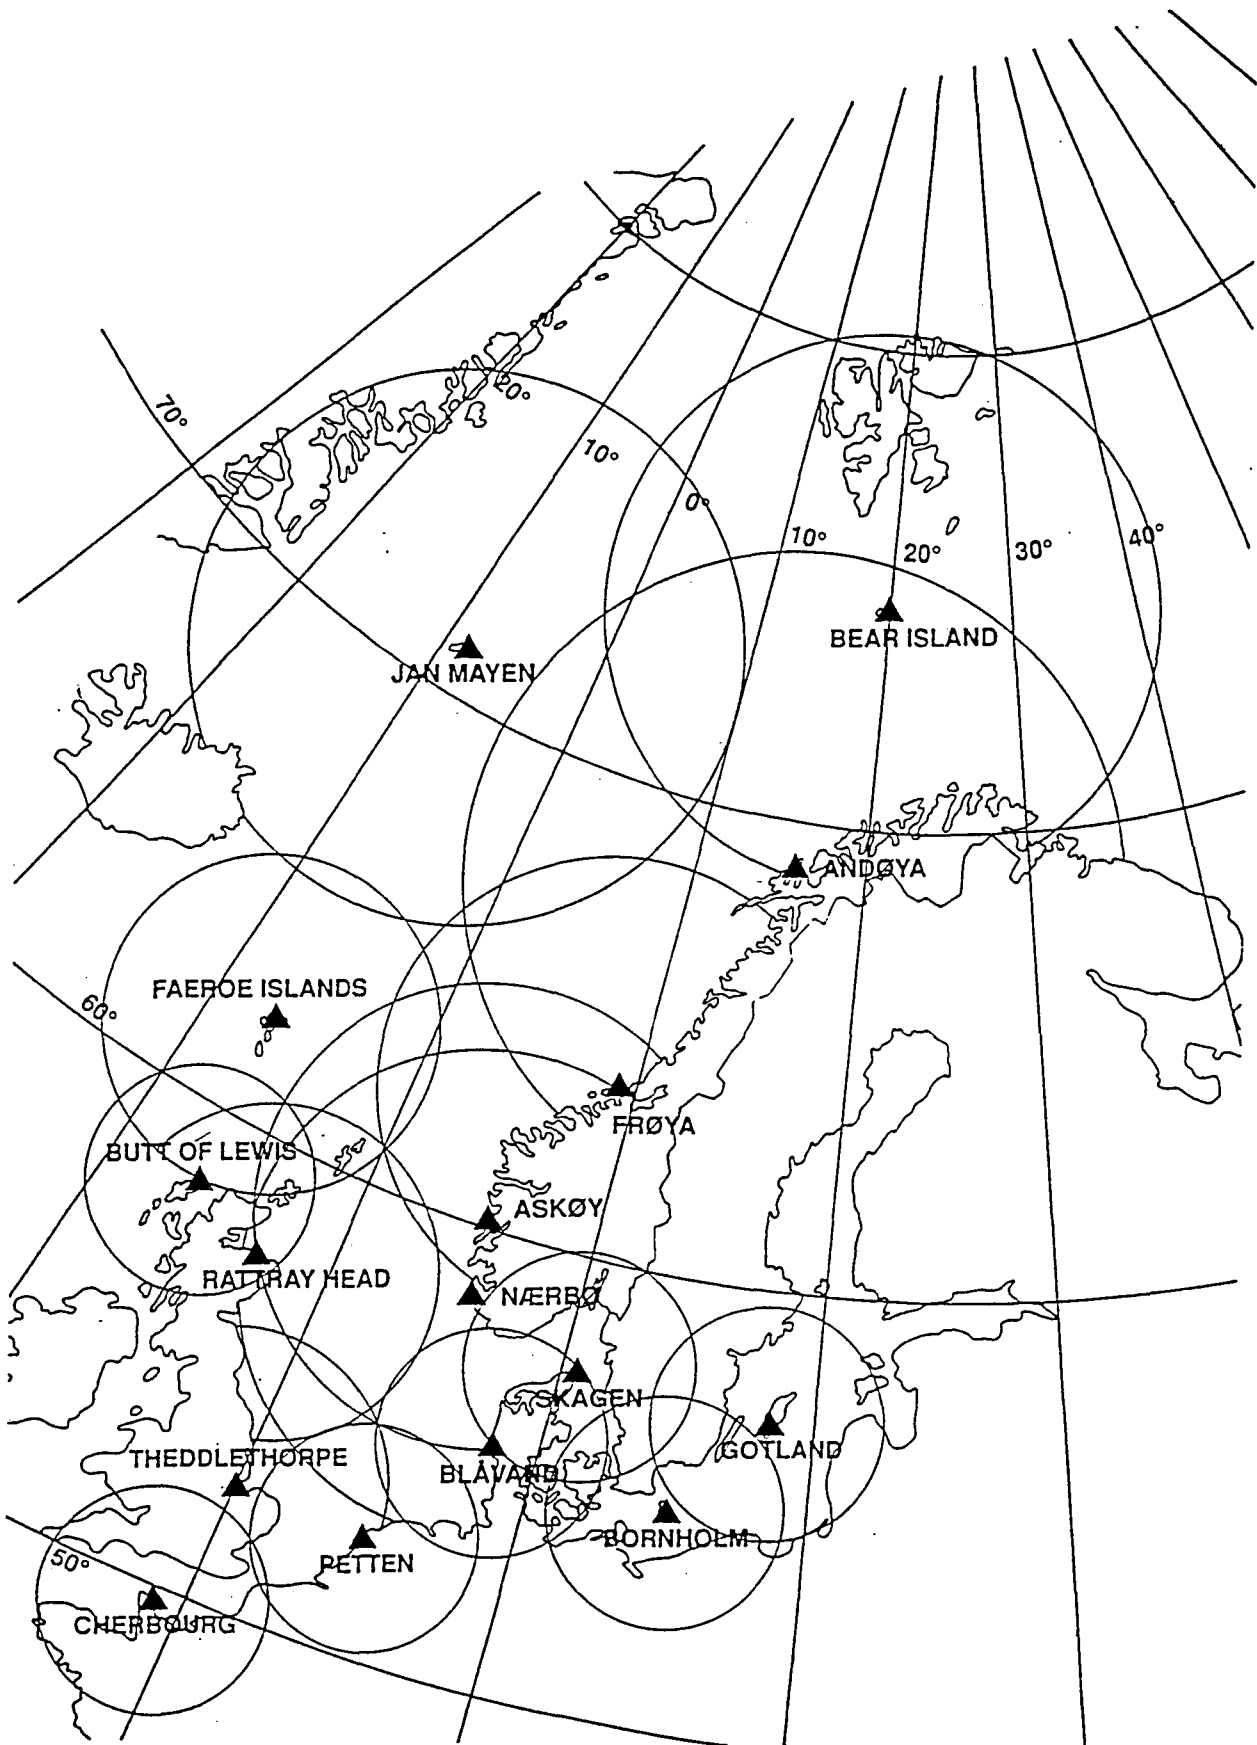 70°
20°
10°
0°
10°
20°
30°
40°
BEAR ISLAND
JAN MAYEN
ANDØYA
FAEROE ISLANDS
60°
FRØYA
BUTT OF LEWIS
ASKØY
RATTRAY HEAD
NÆRBØ
SKAGEN
GOTLAND
THEDDLETHORPE
BLÅVAND
BORNHOLM
PETTEN
50°
CHERBOURG